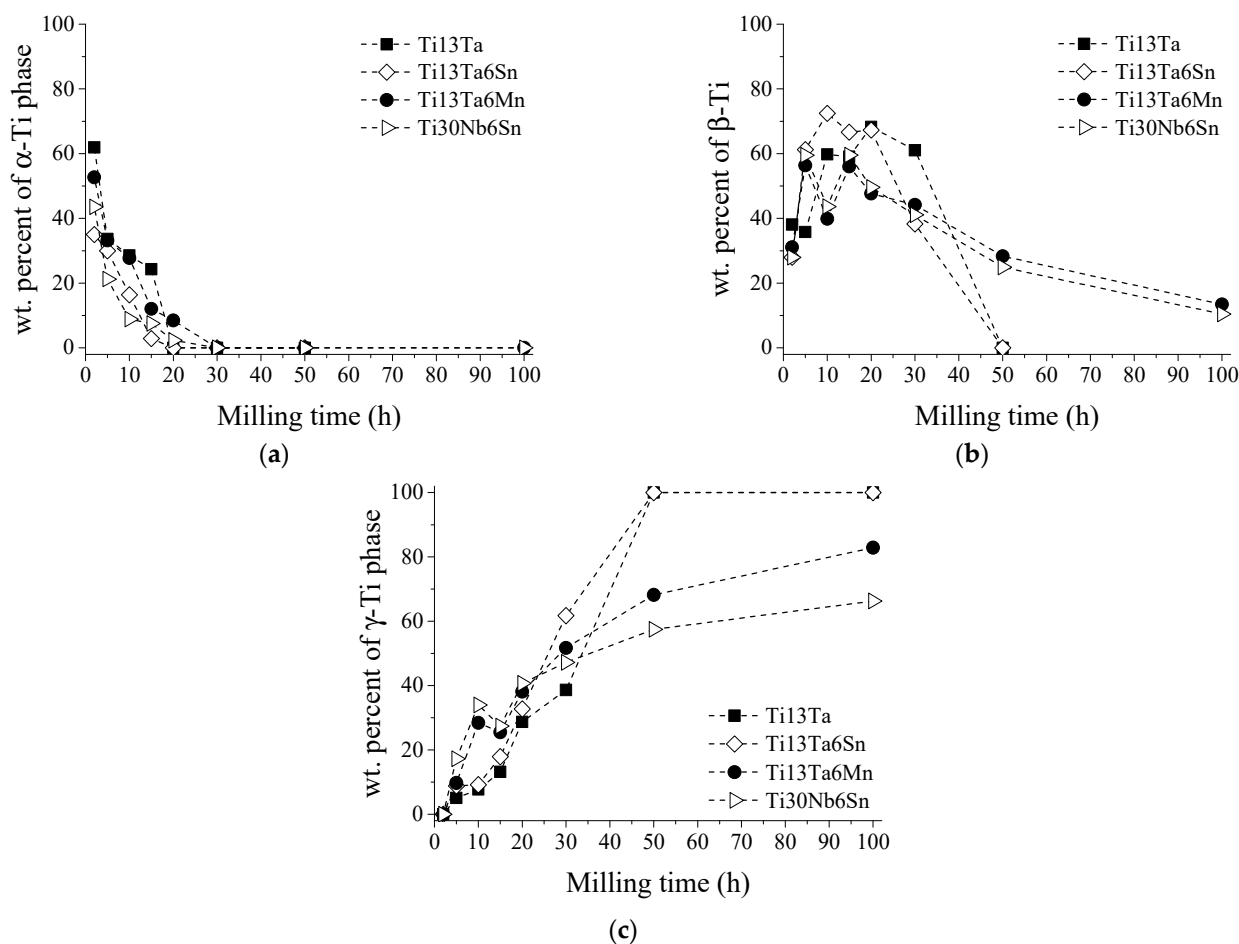 100
80
60
40
20
0
wt. percent of α-Ti phase
Ti13Ta
Ti13Ta6Sn
Ti13Ta6Mn
Ti30Nb6Sn
0 10 20 30 40 50 60 70 80 90 100
Milling time (h)
(a)
100
80
60
40
20
0
wt. percent of β-Ti
Ti13Ta
Ti13Ta6Sn
Ti13Ta6Mn
Ti30Nb6Sn
0 10 20 30 40 50 60 70 80 90 100
Milling time (h)
(b)
100
80
60
40
20
0
wt. percent of γ-Ti phase
Ti13Ta
Ti13Ta6Sn
Ti13Ta6Mn
Ti30Nb6Sn
0 10 20 30 40 50 60 70 80 90 100
Milling time (h)
(c)